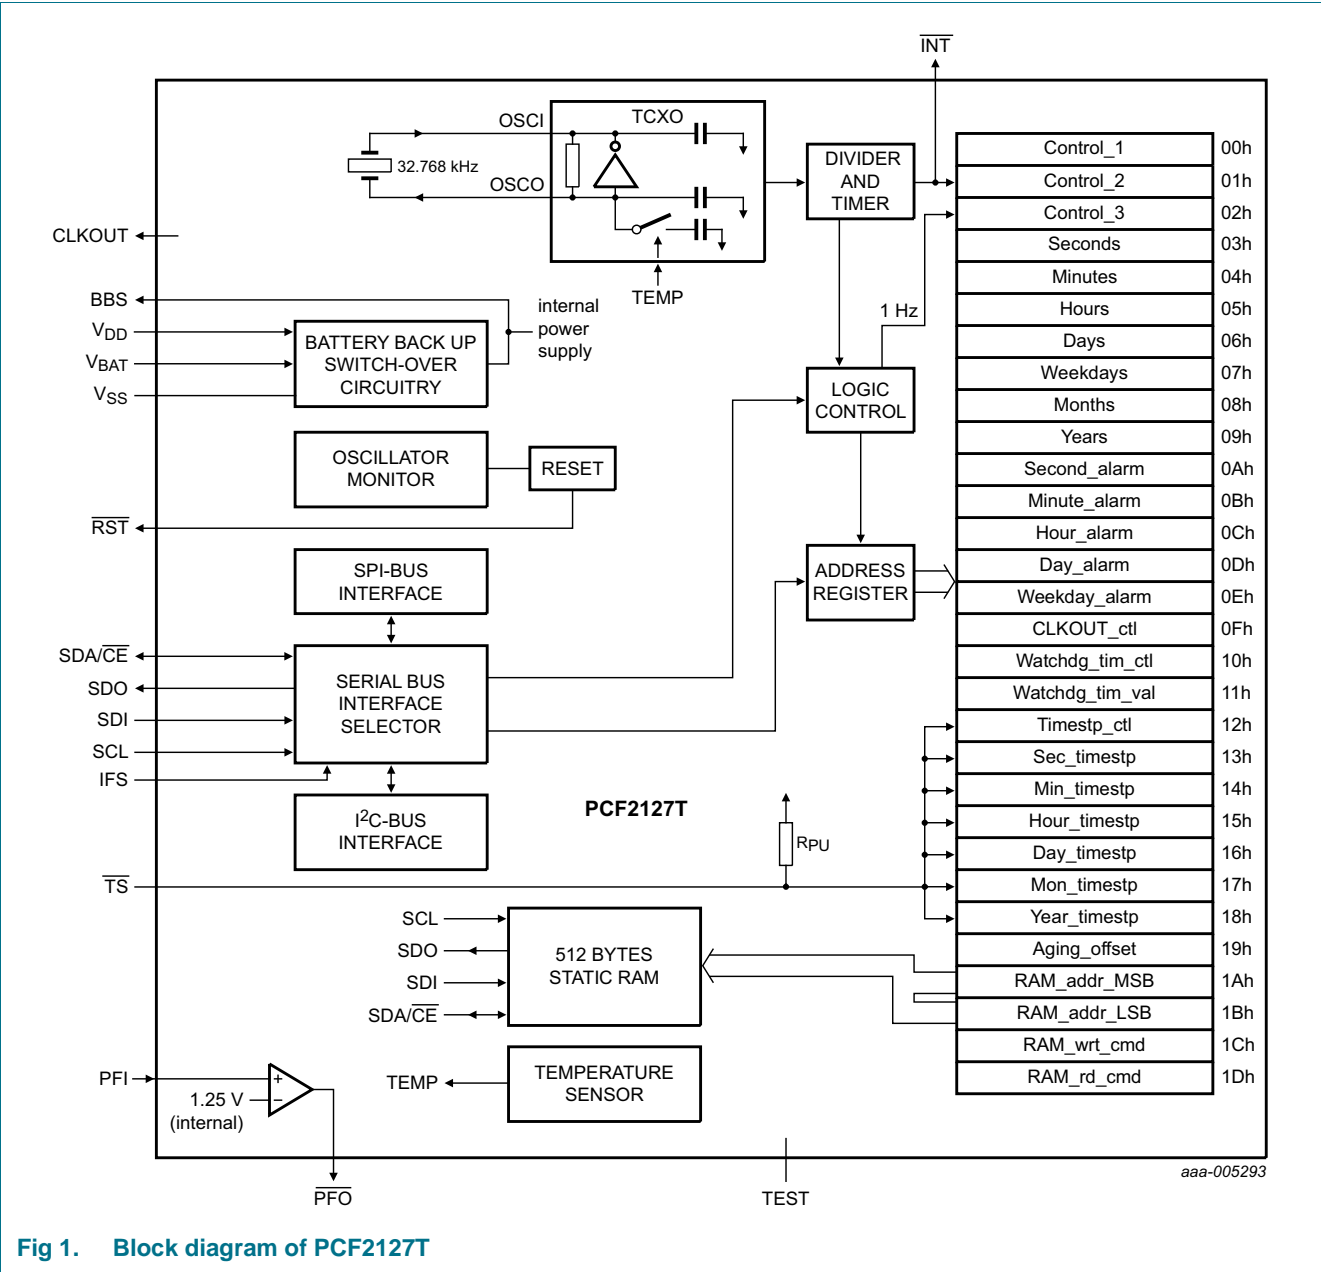 INT
OSCI
TCXO
32.768 kHz
OSCO
TEMP
DIVIDER
AND
TIMER
CLKOUT
BBS
VDD
VBAT
VSS
BATTERY BACK UP
SWITCH-OVER
CIRCUITRY
internal
power
supply
1 Hz
LOGIC
CONTROL
OSCILLATOR
MONITOR
RESET
RST
SPI-BUS
INTERFACE
ADDRESS
REGISTER
SDA/CE
SDO
SDI
SCL
IFS
SERIAL BUS
INTERFACE
SELECTOR
I2C-BUS
INTERFACE
PCF2127T
RPU
TS
SCL
SDO
SDI
SDA/CE
512 BYTES
STATIC RAM
PFI
+
1.25 V
–
(internal)
TEMP
TEMPERATURE
SENSOR
PFO
TEST
Control_1 00h
Control_2 01h
Control_3 02h
Seconds 03h
Minutes 04h
Hours 05h
Days 06h
Weekdays 07h
Months 08h
Years 09h
Second_alarm 0Ah
Minute_alarm 0Bh
Hour_alarm 0Ch
Day_alarm 0Dh
Weekday_alarm 0Eh
CLKOUT_ctl 0Fh
Watchdg_tim_ctl 10h
Watchdg_tim_val 11h
Timestp_ctl 12h
Sec_timestp 13h
Min_timestp 14h
Hour_timestp 15h
Day_timestp 16h
Mon_timestp 17h
Year_timestp 18h
Aging_offset 19h
RAM_addr_MSB 1Ah
RAM_addr_LSB 1Bh
RAM_wrt_cmd 1Ch
RAM_rd_cmd 1Dh
aaa-005293
Fig 1. Block diagram of PCF2127T